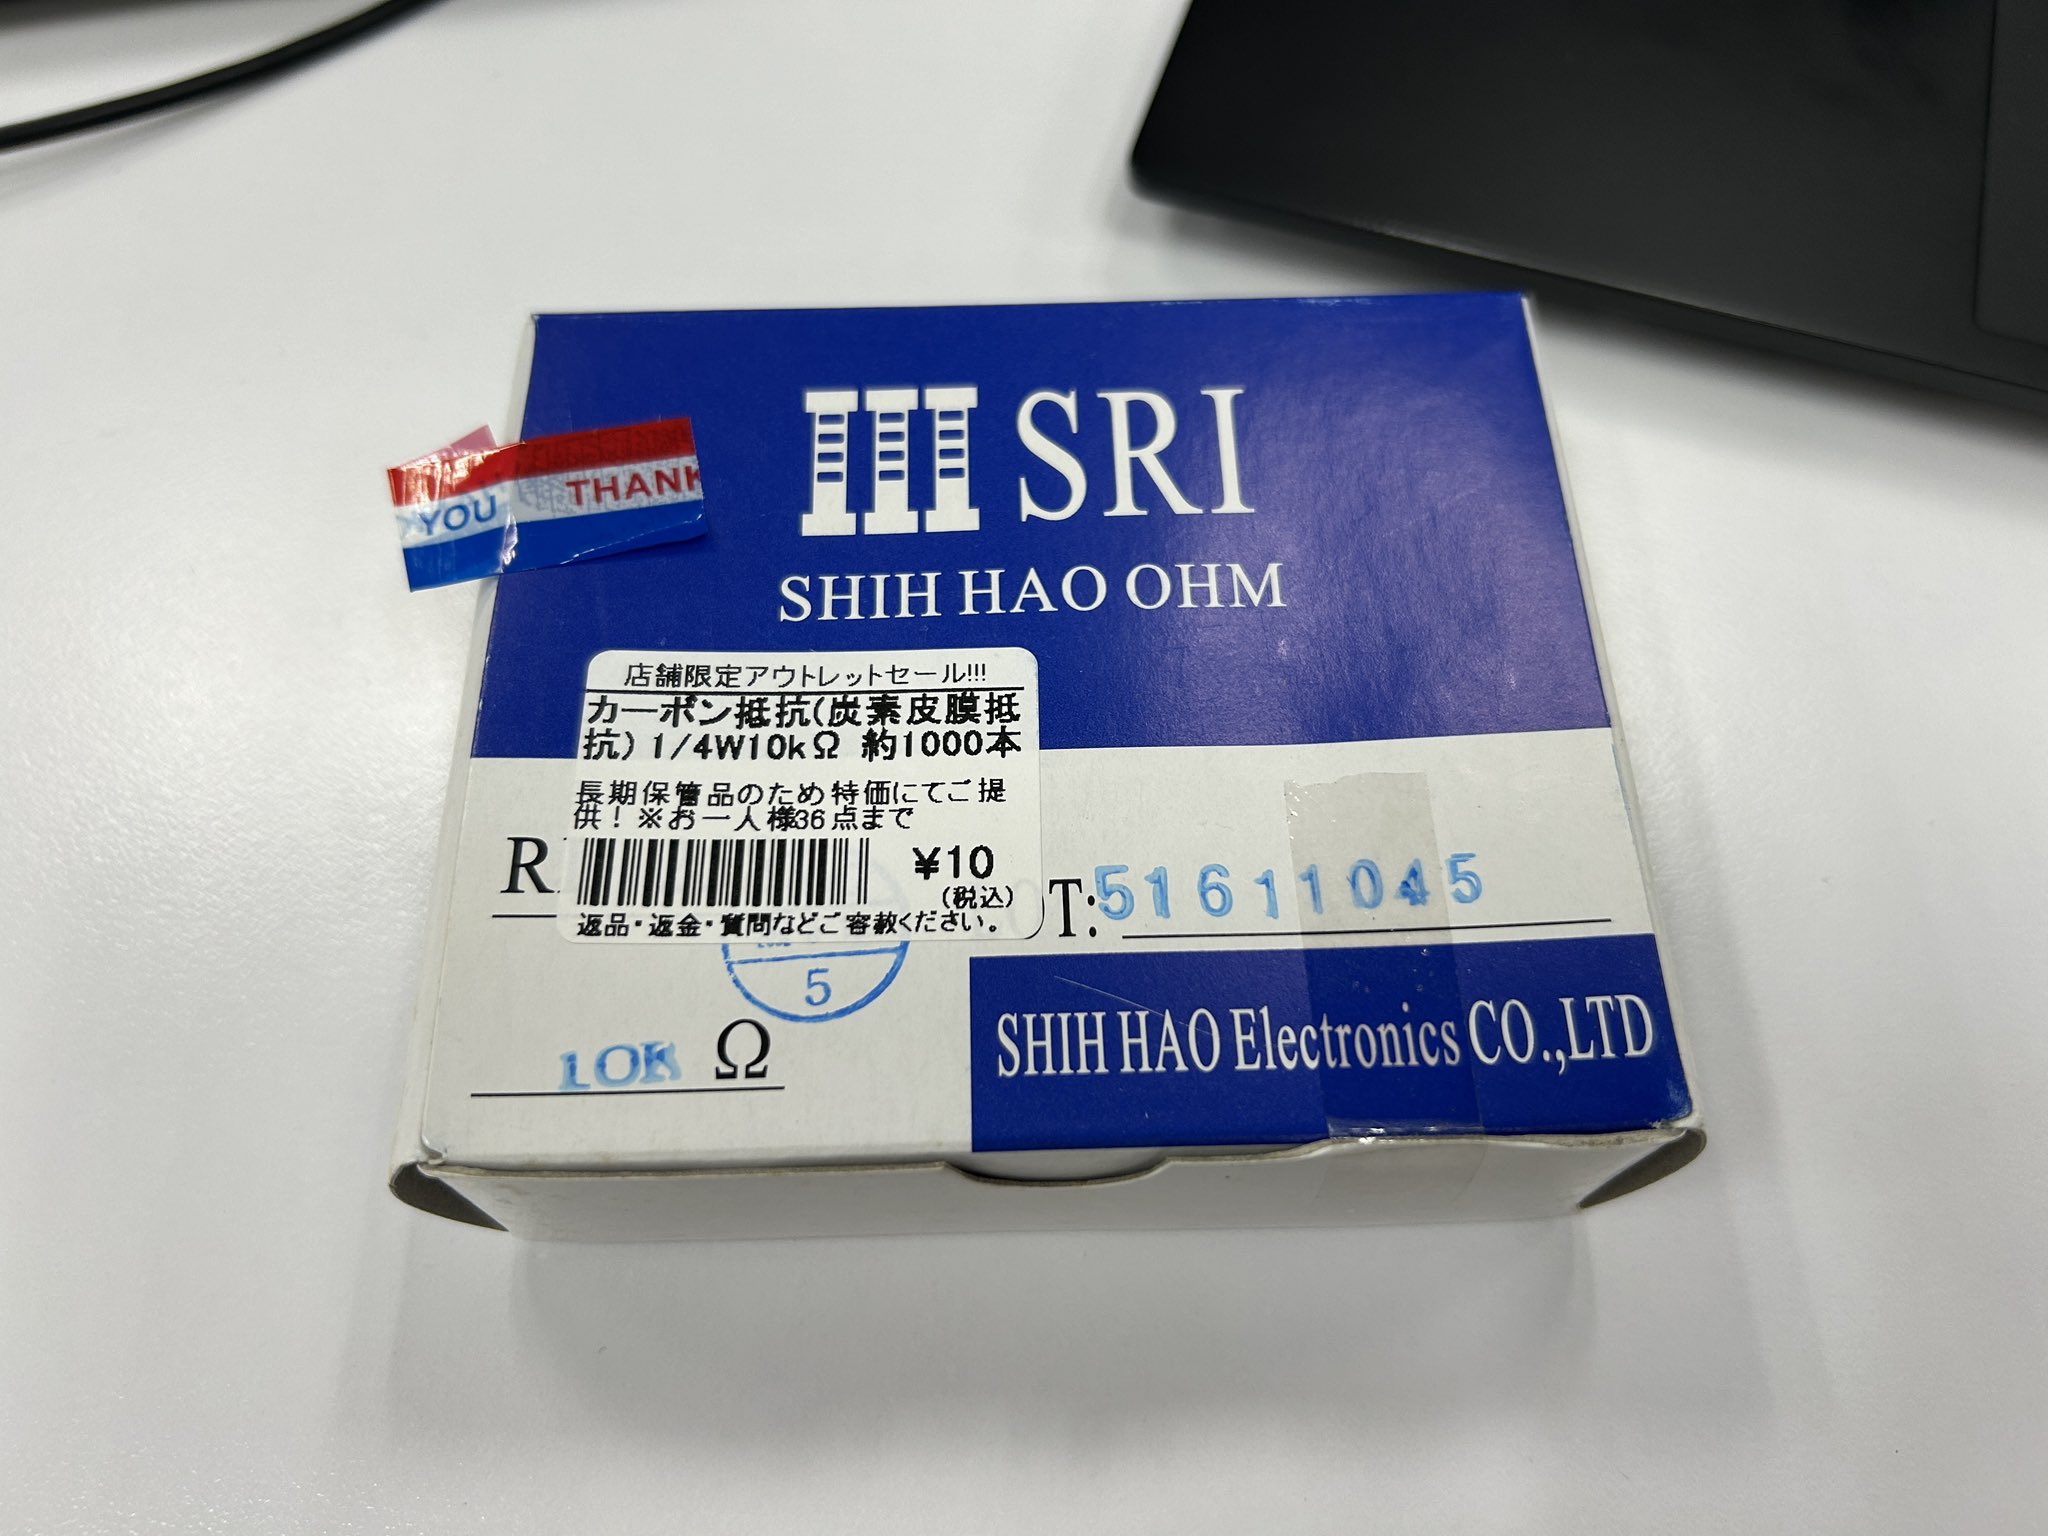 SRI
SHIH HAO OHM
YOU THANK
店舗限定アウトレットセール!!!
カーボン抵抗(炭素皮膜抵
抗) 1/4W10kΩ 約1000本
長期保管品のため特価にてご提
供！※お一人様36点まで
¥10
(税込)
返品・返金・質問などご容赦ください。
T: 51611045
5
10K Ω
SHIH HAO Electronics CO.,LTD